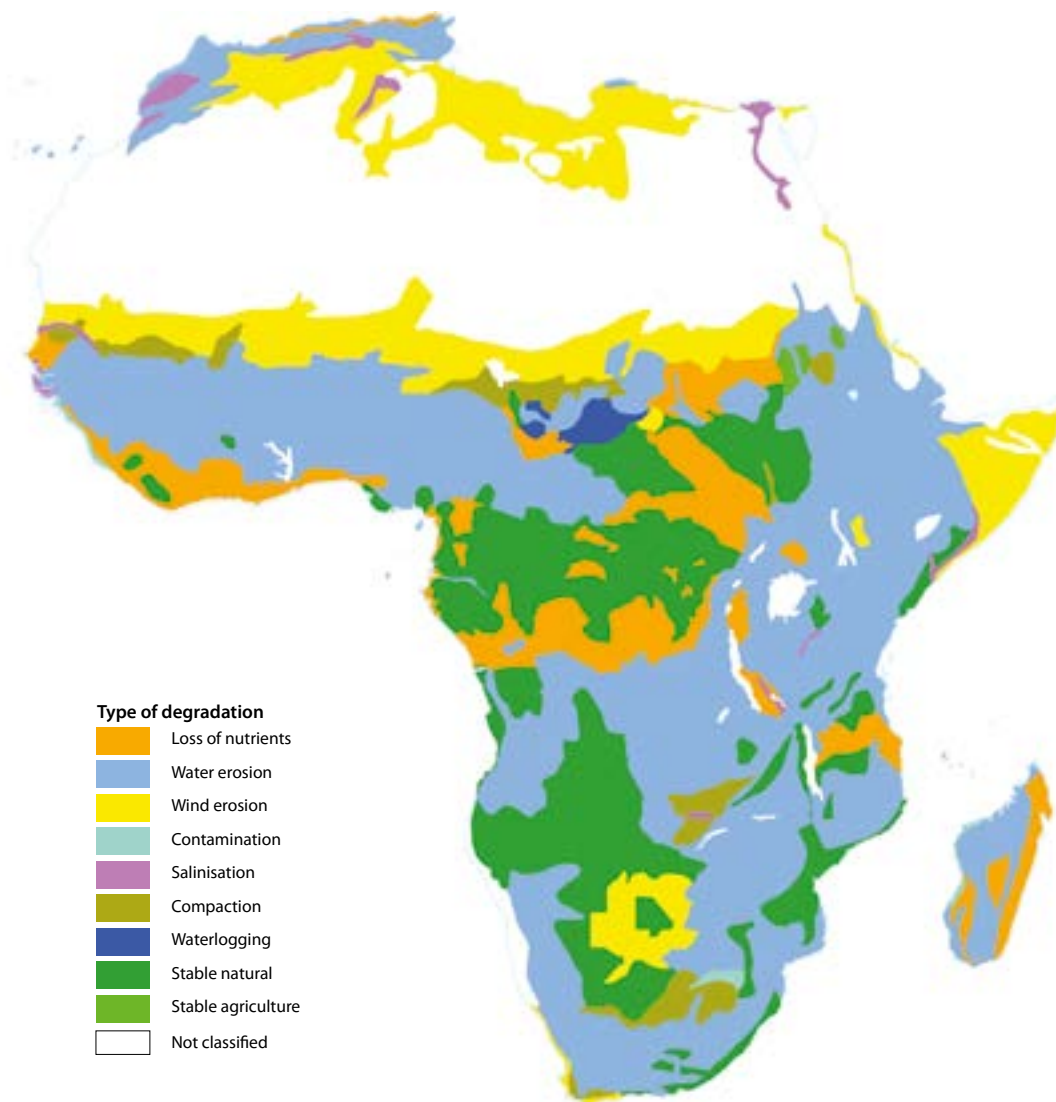 Type of degradation
Loss of nutrients
Water erosion
Wind erosion
Contamination
Salinisation
Compaction
Waterlogging
Stable natural
Stable agriculture
Not classified